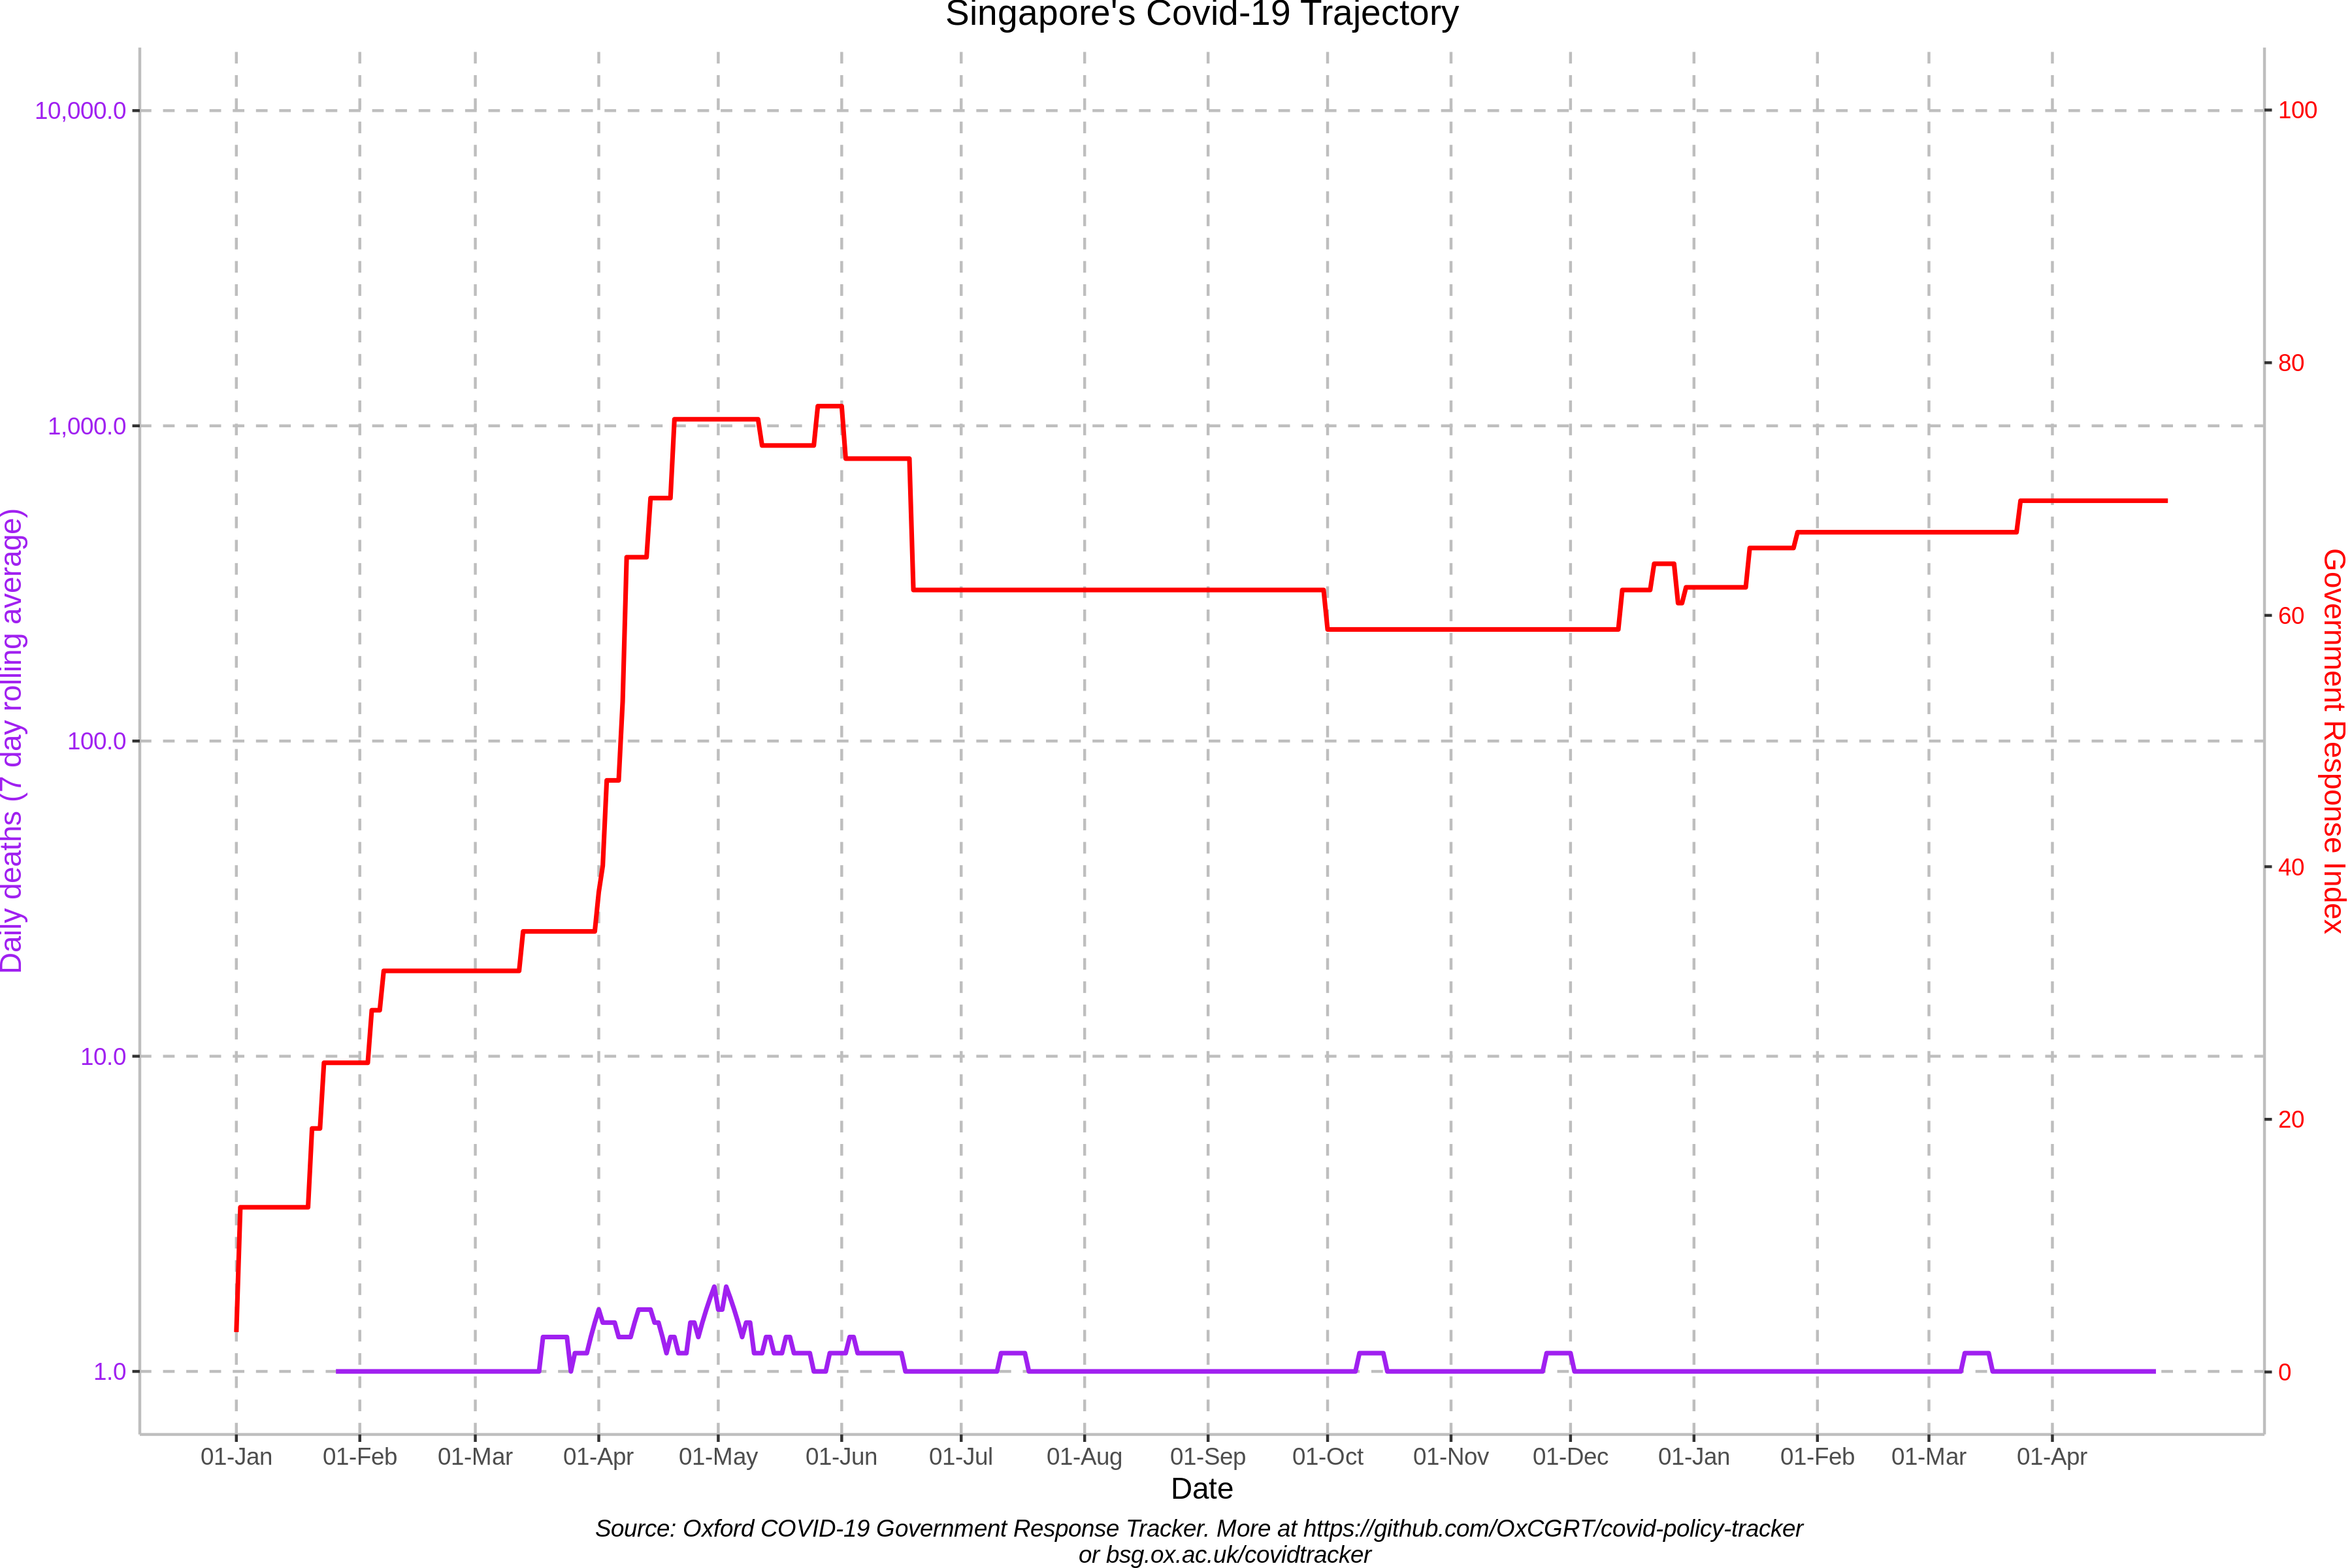 Singapore's Covid-19 Trajectory
10,000.0
1,000.0
100.0
10.0
1.0
Daily deaths (7 day rolling average)
100
80
60
40
20
0
Government Response Index
01-Jan 01-Feb 01-Mar 01-Apr 01-May 01-Jun 01-Jul 01-Aug 01-Sep 01-Oct 01-Nov 01-Dec 01-Jan 01-Feb 01-Mar 01-Apr
Date
Source: Oxford COVID-19 Government Response Tracker. More at https://github.com/OxCGRT/covid-policy-tracker
or bsg.ox.ac.uk/covidtracker